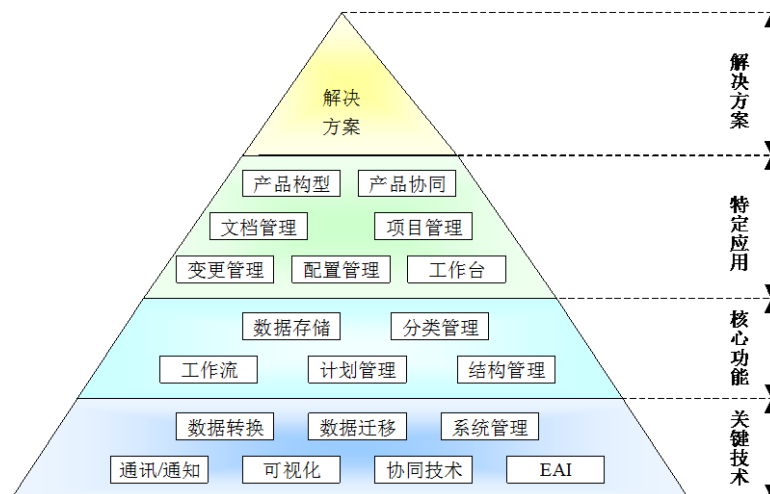 解决
方案
产品构型
产品协同
文档管理
项目管理
变更管理
配置管理
工作台
数据存储
分类管理
工作流
计划管理
结构管理
数据转换
数据迁移
系统管理
通讯/通知
可视化
协同技术
EAI
解决方案
特定应用
核心功能
关键技术